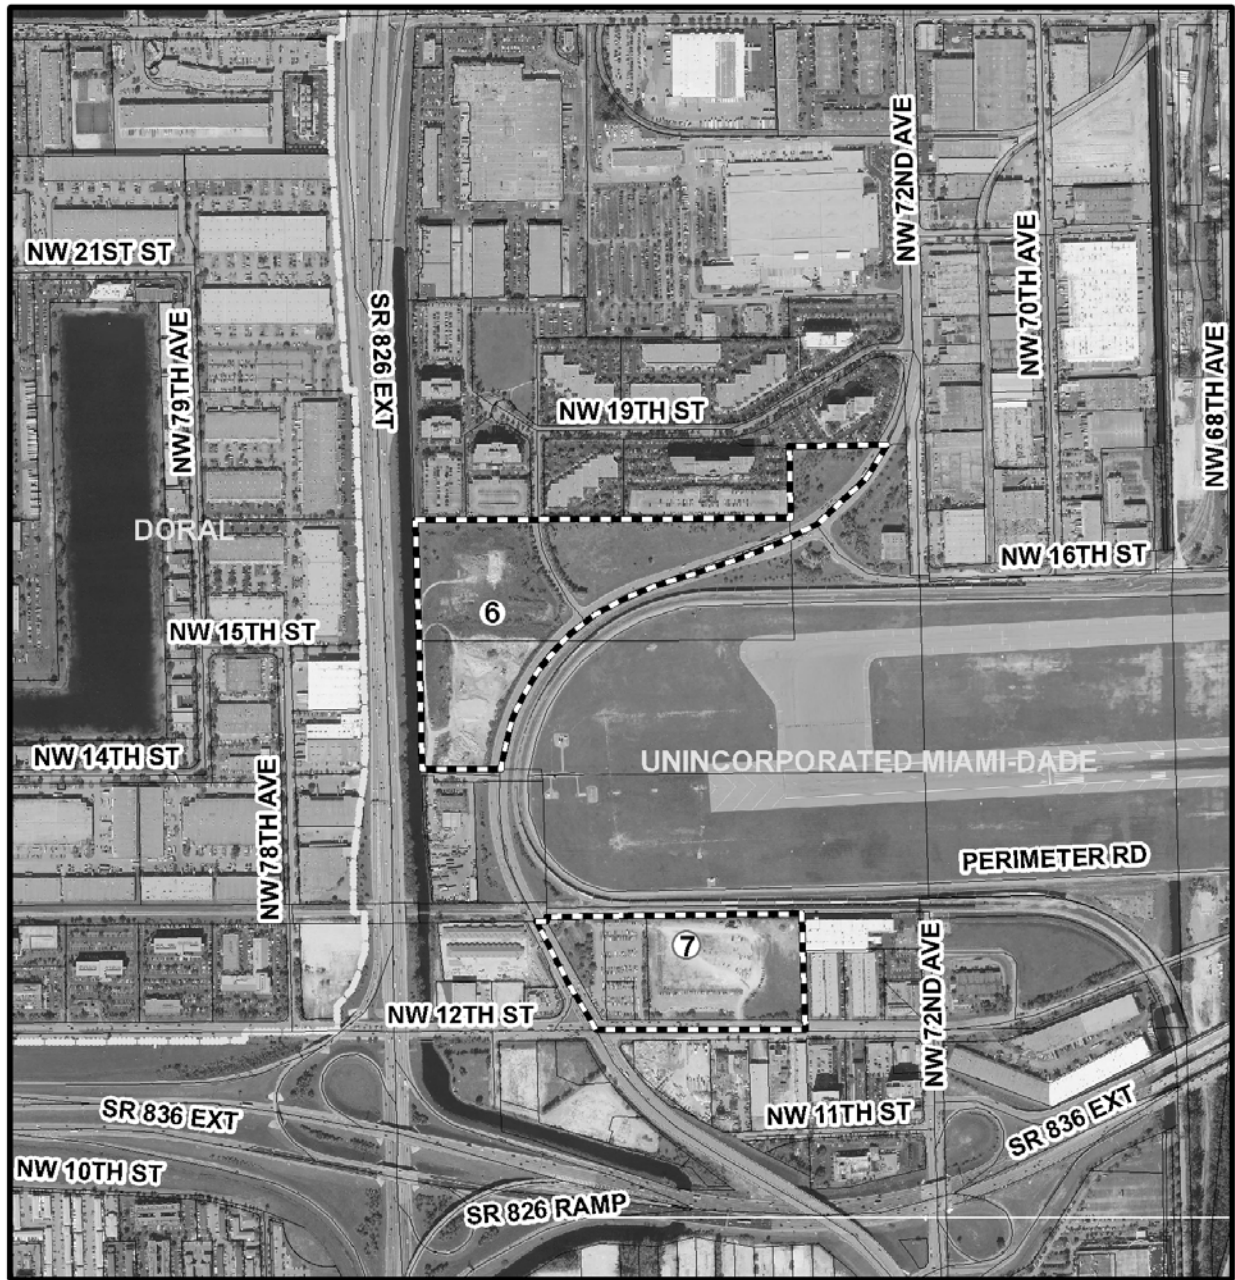 NW 72ND AVE
NW 21ST ST
NW 70TH AVE
SR 826 EXT
NW 79TH AVE
NW 68TH AVE
NW 19TH ST
DORAL
NW 16TH ST
6
NW 15TH ST
NW 14TH ST
UNINCORPORATED MIAMI-DADE
NW 78TH AVE
PERIMETER RD
7
NW 72ND AVE
NW 12TH ST
SR 836 EXT
NW 11TH ST
SR 836 EXT
NW 10TH ST
SR 826 RAMP